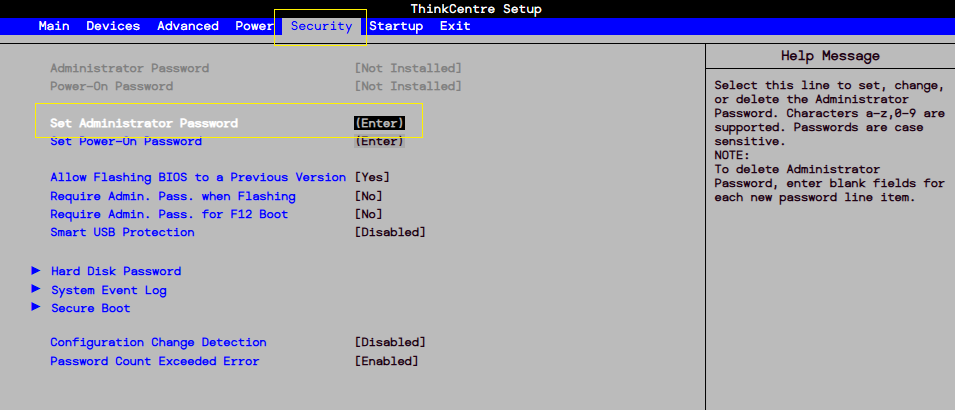 ThinkCentre Setup
Main Devices Advanced Power Security Startup Exit
Administrator Password [Not Installed]
Power-On Password [Not Installed]
Set Administrator Password (Enter)
Set Power-On Password (Enter)
Allow Flashing BIOS to a Previous Version [Yes]
Require Admin. Pass. when Flashing [No]
Require Admin. Pass. for F12 Boot [No]
Smart USB Protection [Disabled]
Hard Disk Password
System Event Log
Secure Boot
Configuration Change Detection [Disabled]
Password Count Exceeded Error [Enabled]
Help Message
Select this line to set, change,
or delete the Administrator
Password. Characters a-z,0-9 are
supported. Passwords are case
sensitive.
NOTE:
To delete Administrator
Password, enter blank fields for
each new password line item.